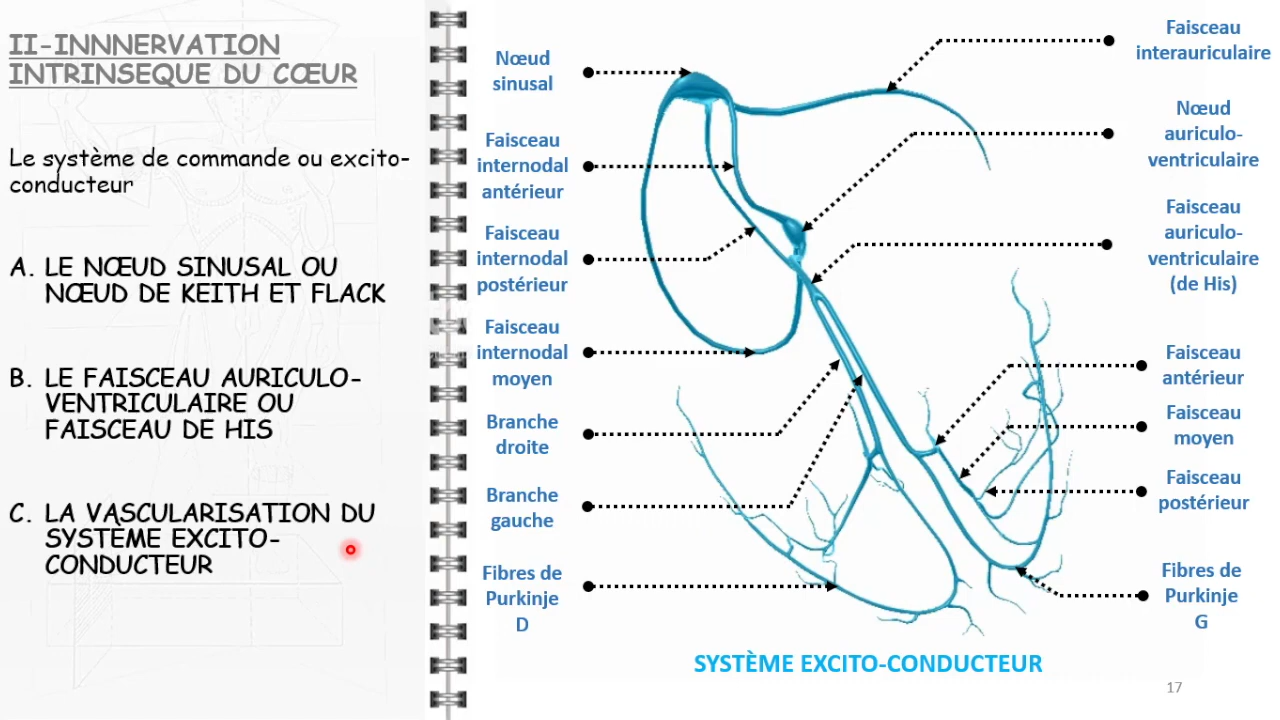 II-INNNERVATION
INTRINSEQUE DU CŒUR
Le système de commande ou excito-
conducteur
A. LE NŒUD SINUSAL OU
NŒUD DE KEITH ET FLACK
B. LE FAISCEAU AURICULO-
VENTRICULAIRE OU
FAISCEAU DE HIS
C. LA VASCULARISATION DU
SYSTÈME EXCITO-
CONDUCTEUR
Nœud
sinusal
Faisceau
internodal
antérieur
Faisceau
internodal
postérieur
Faisceau
internodal
moyen
Branche
droite
Branche
gauche
Fibres de
Purkinje
D
Faisceau
interauriculaire
Nœud
auriculo-
ventriculaire
Faisceau
auriculo-
ventriculaire
(de His)
Faisceau
antérieur
Faisceau
moyen
Faisceau
postérieur
Fibres de
Purkinje
G
SYSTÈME EXCITO-CONDUCTEUR
17